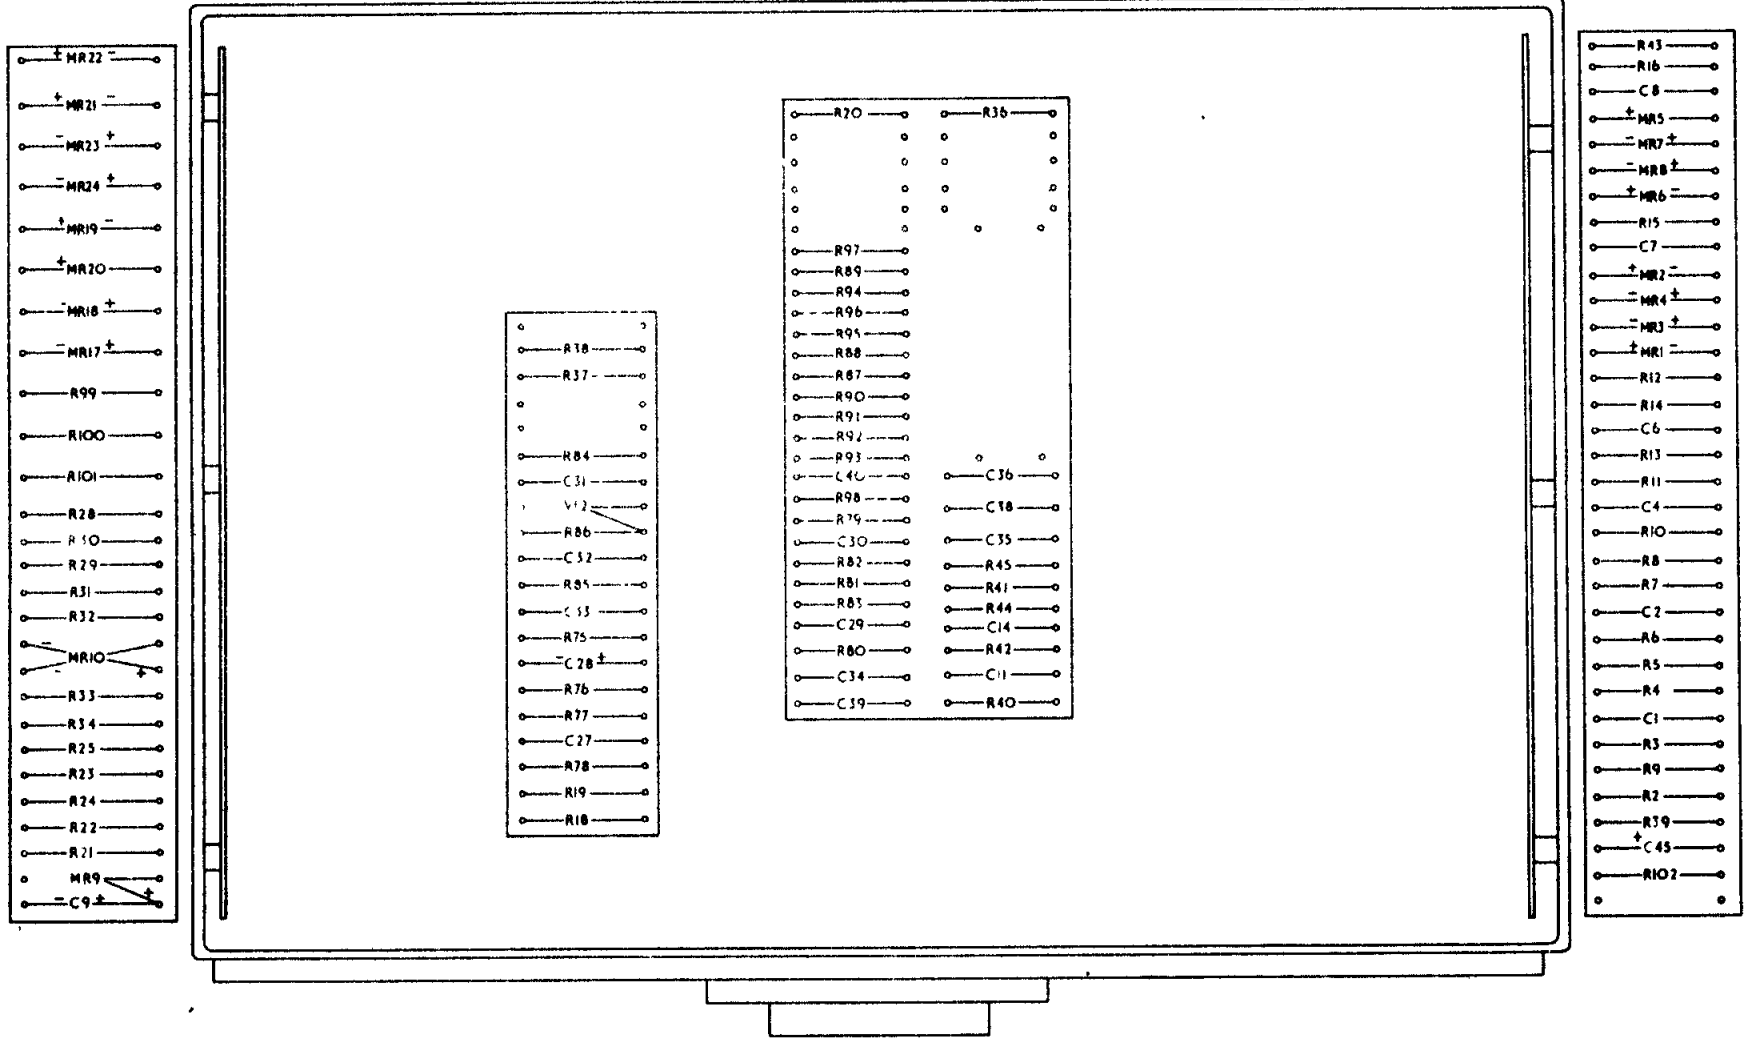 + MR22 -
+ MR21 -
- MR23 +
- MR24 +
+ MR19 -
+ MR20
- MR18 +
- MR17 +
R99
R100
R101
R28
R30
R29
R31
R32
-
MR10
- +
R33
R34
R25
R23
R24
R22
R21
MR9
- C9 + +
R38
R37
R84
C31
R86
C32
R85
C33
R75
- C28 +
R76
R77
C27
R78
R19
R18
R20
R97
R89
R94
R96
R95
R88
R87
R90
R91
R92
R93
R98
R79
C30
R82
R81
R83
C29
R80
C34
C39
R36
C36
C38
C35
R45
R41
R44
C14
R42
C11
R40
R43
R16
C8
+ MR5
- MR7 +
- MR8 +
+ MR6 -
R15
C7
+ MR2 -
- MR4 +
- MR3 +
+ MR1 -
R12
R14
C6
R13
R11
C4
R10
R8
R7
C2
R6
R5
R4
C1
R3
R9
R2
R39
+ C45
R102